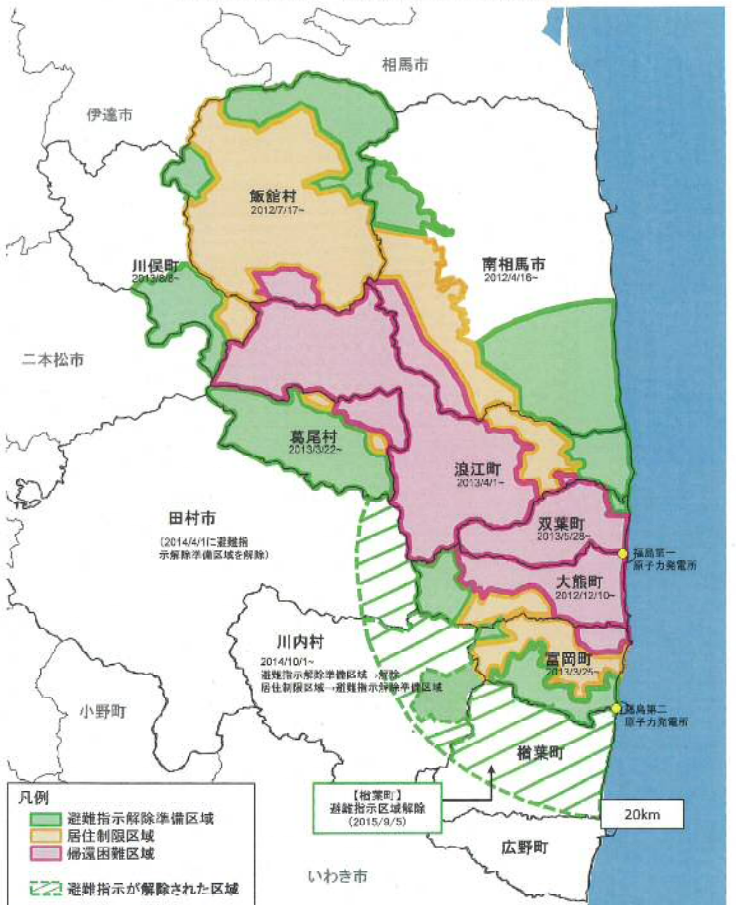 相馬市
伊達市
飯舘村
2012/7/17~
川俣町
2013/8/8~
南相馬市
2012/4/16~
二本松市
葛尾村
2013/3/22~
浪江町
2013/4/1~
田村市
(2014/4/1に避難指
示解除準備区域を解除)
双葉町
2013/5/28~
福島第一
原子力発電所
大熊町
2012/12/10~
川内村
2014/10/1~
避難指示解除準備区域→解除
居住制限区域→避難指示解除準備区域
富岡町
2013/3/25~
小野町
福島第二
原子力発電所
楢葉町
【楢葉町】
避難指示区域解除
(2015/9/5)
20km
広野町
いわき市
凡例
避難指示解除準備区域
居住制限区域
帰還困難区域
避難指示が解除された区域